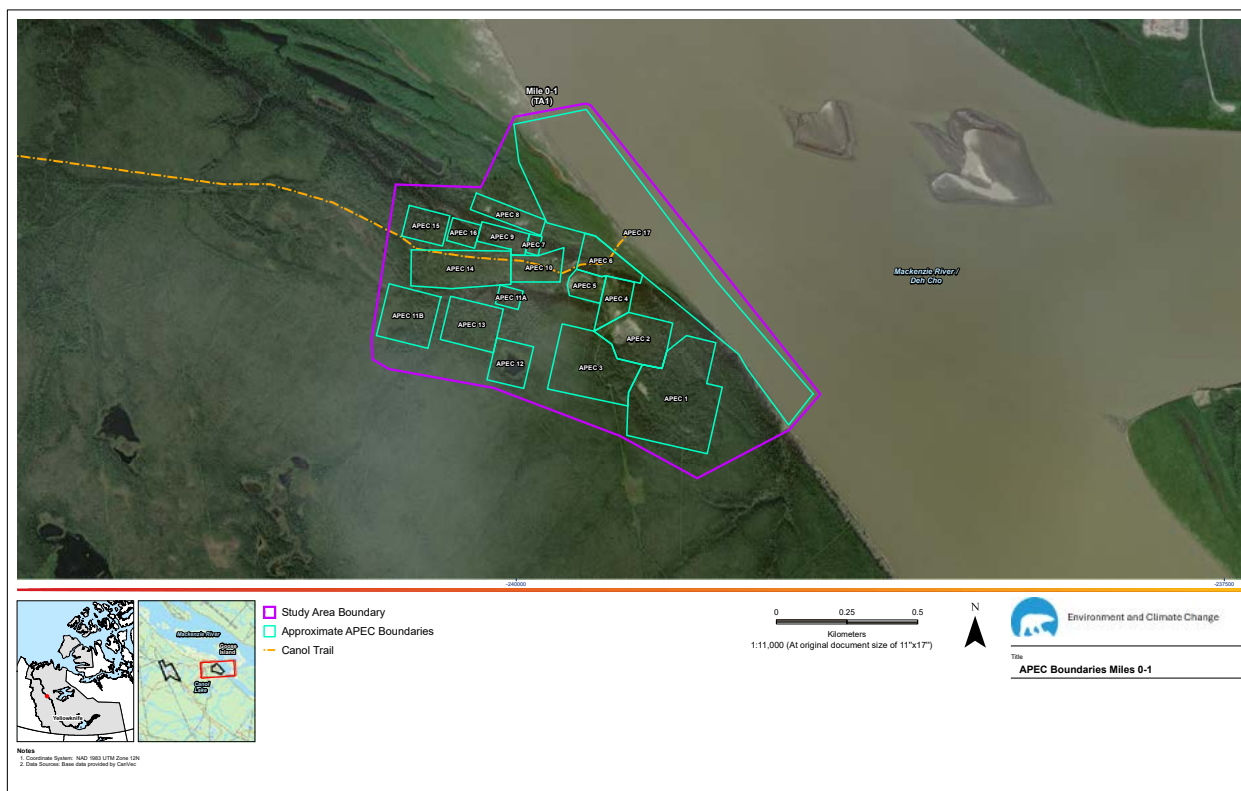 Mile 0-1
(TA1)
APEC 8
APEC 15
APEC 16
APEC 9
APEC 7
APEC 17
APEC 6
APEC 14
APEC 10
APEC 5
APEC 4
APEC 11A
APEC 11B
APEC 13
APEC 2
APEC 12
APEC 3
APEC 1
Mackenzie River /
Deh Cho
-240000
-237500
Yellowknife
Mackenzie River
Goose
Island
Canol
Lake
Study Area Boundary
Approximate APEC Boundaries
Canol Trail
0 0.25 0.5
Kilometers
1:11,000 (At original document size of 11"x17")
N
Environment and Climate Change
Title
APEC Boundaries Miles 0-1
Notes
1. Coordinate System: NAD 1983 UTM Zone 12N
2. Data Sources: Base data provided by CanVec